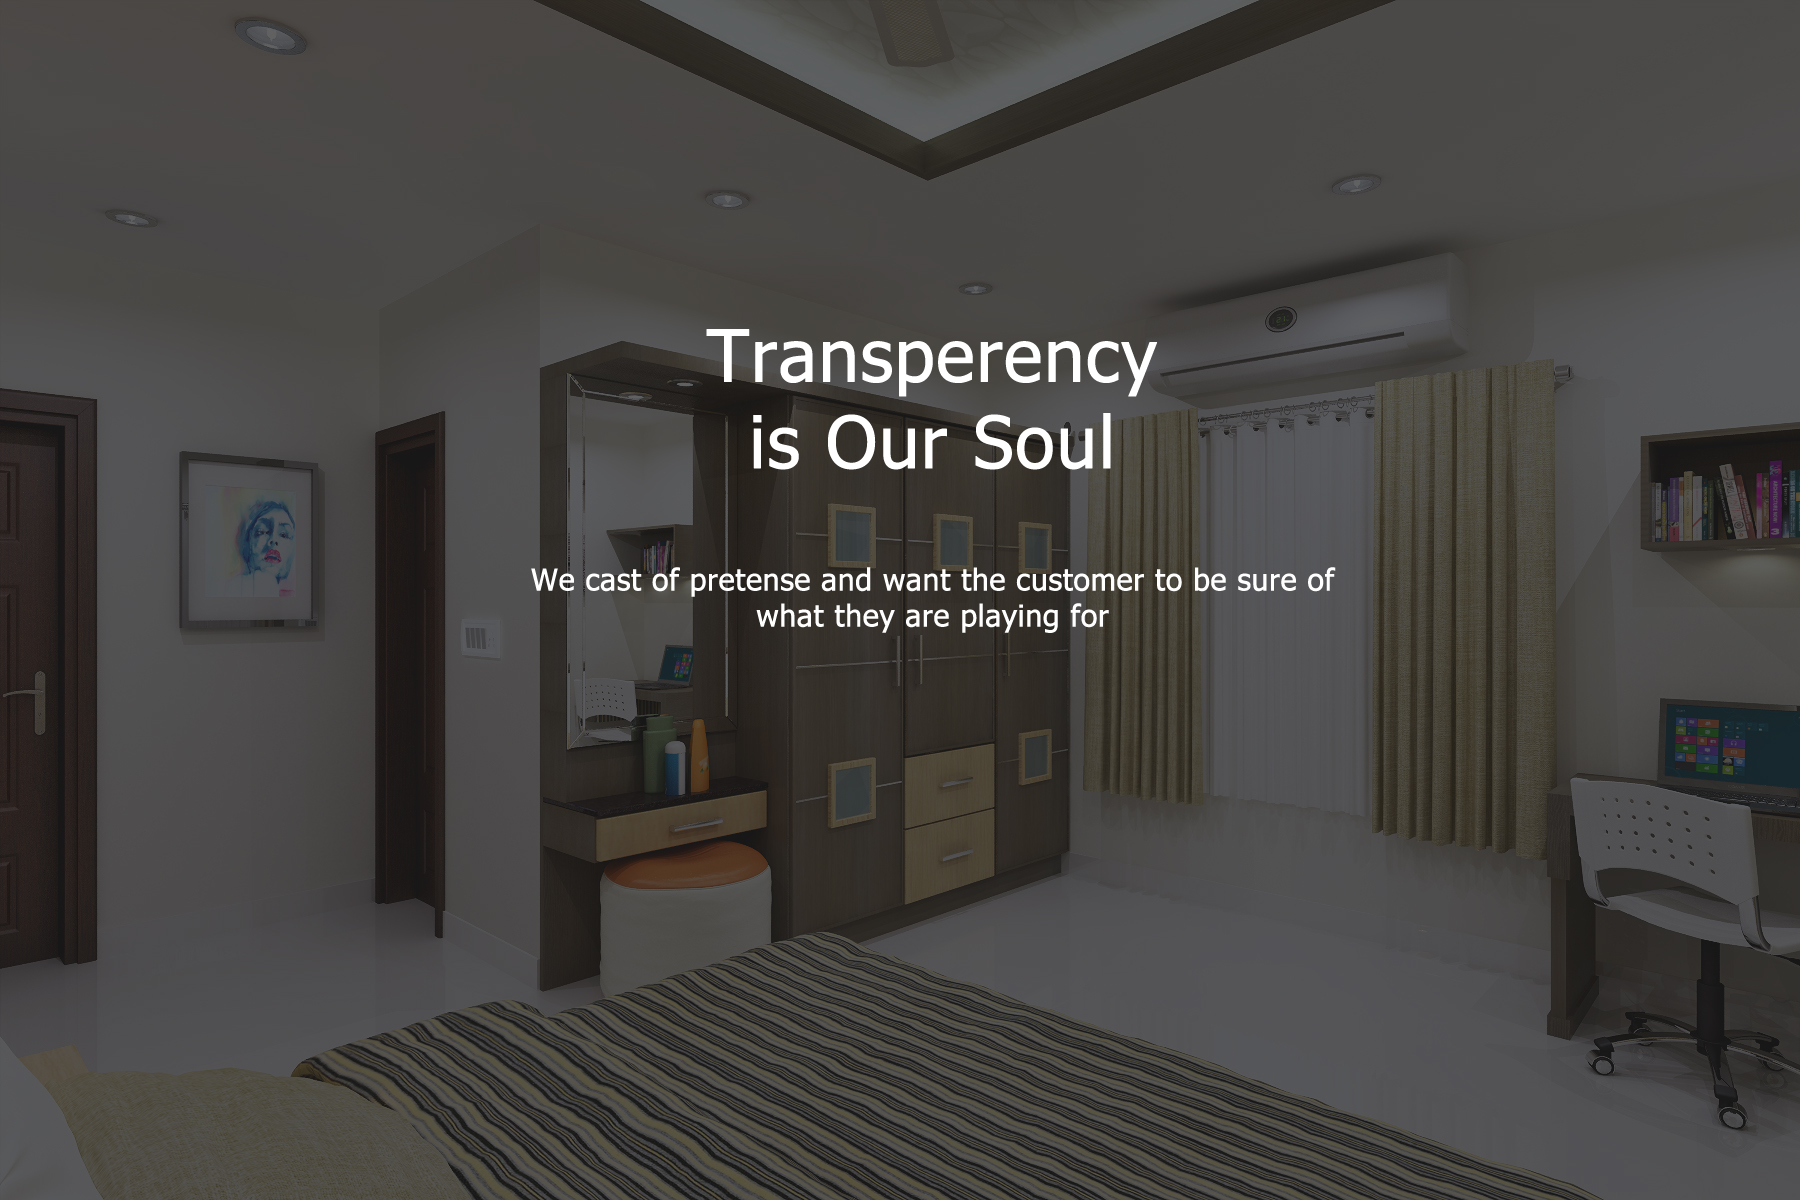 Transperency
is Our Soul
We cast of pretense and want the customer to be sure of
what they are playing for